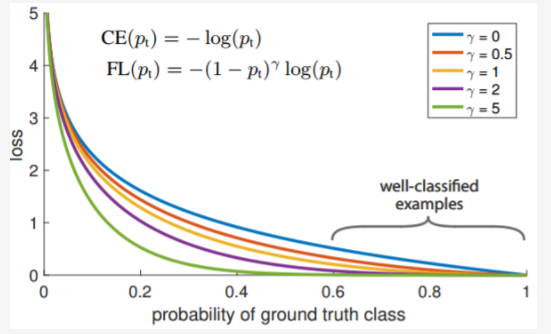 CE(pₜ) = − log(pₜ)
FL(pₜ) = −(1 − pₜ)ᵞ log(pₜ)
γ = 0
γ = 0.5
γ = 1
γ = 2
γ = 5
well-classified
examples
loss
5
4
3
2
1
0
0 0.2 0.4 0.6 0.8 1
probability of ground truth class